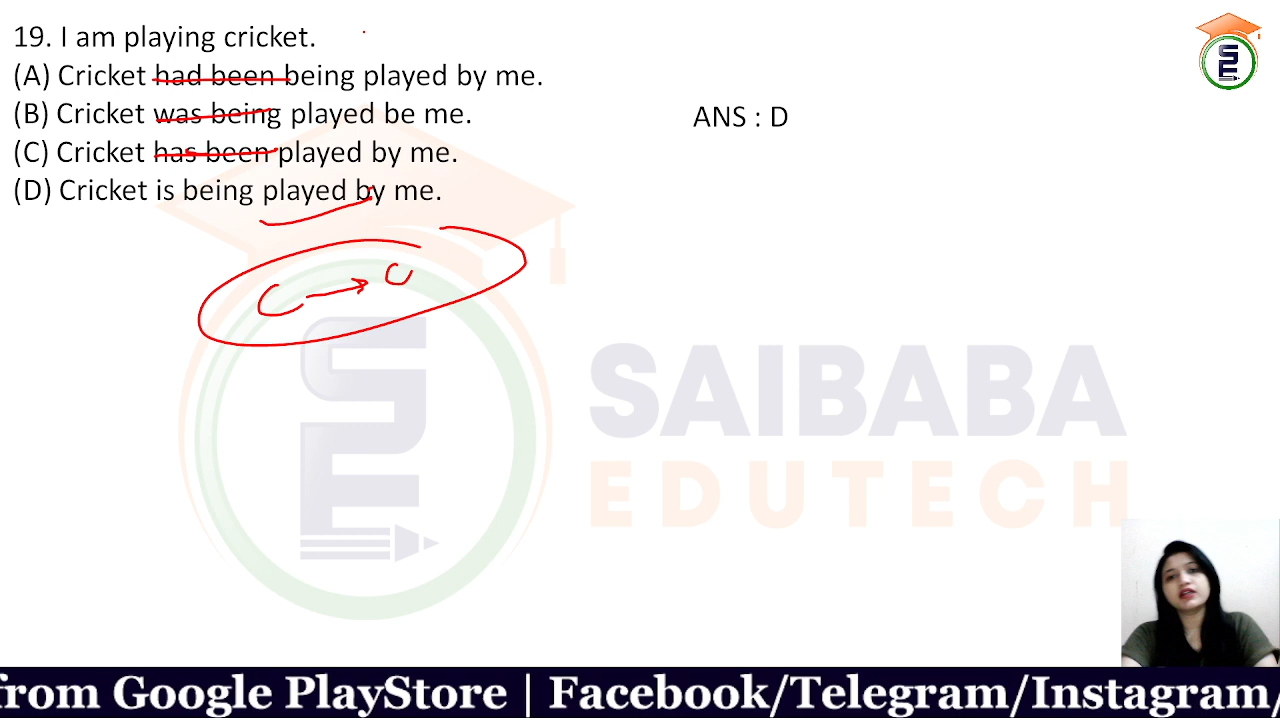 19. I am playing cricket.
(A) Cricket had been being played by me.
(B) Cricket was being played be me.
(C) Cricket has been played by me.
(D) Cricket is being played by me.
ANS : D
C → O
SAIBABA
EDUTECH
from Google PlayStore | Facebook/Telegram/Instagram/